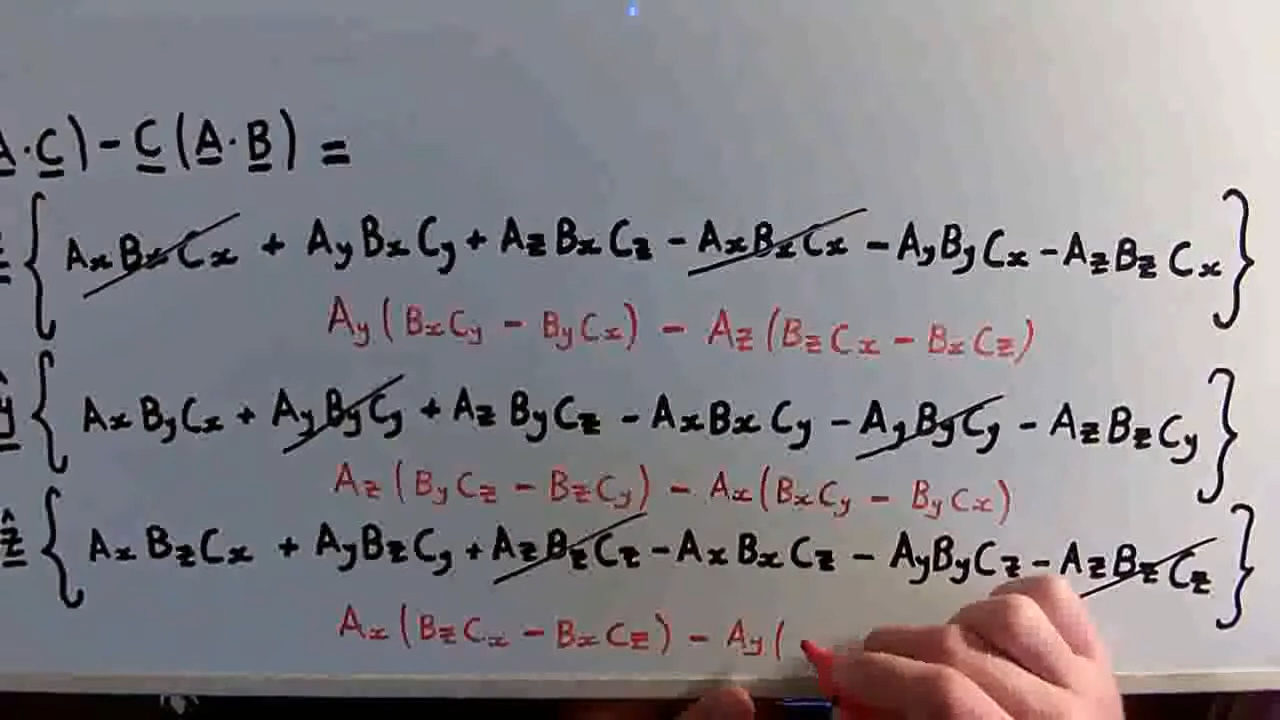 A·C) - C (A·B) =
x̂ { AxBxCx + AyBxCy + AzBxCz - AxBxCx - AyByCx - AzBzCx }
Ay(BxCy - ByCx) - Az(BzCx - BxCz)
ŷ { AxByCx + AyByCy + AzByCz - AxBxCy - AyByCy - AzBzCy }
Az(ByCz - BzCy) - Ax(BxCy - ByCx)
ẑ { AxBzCx + AyBzCy + AzBzCz - AxBxCz - AyByCz - AzBzCz }
Ax(BzCx - BxCz) - Ay(